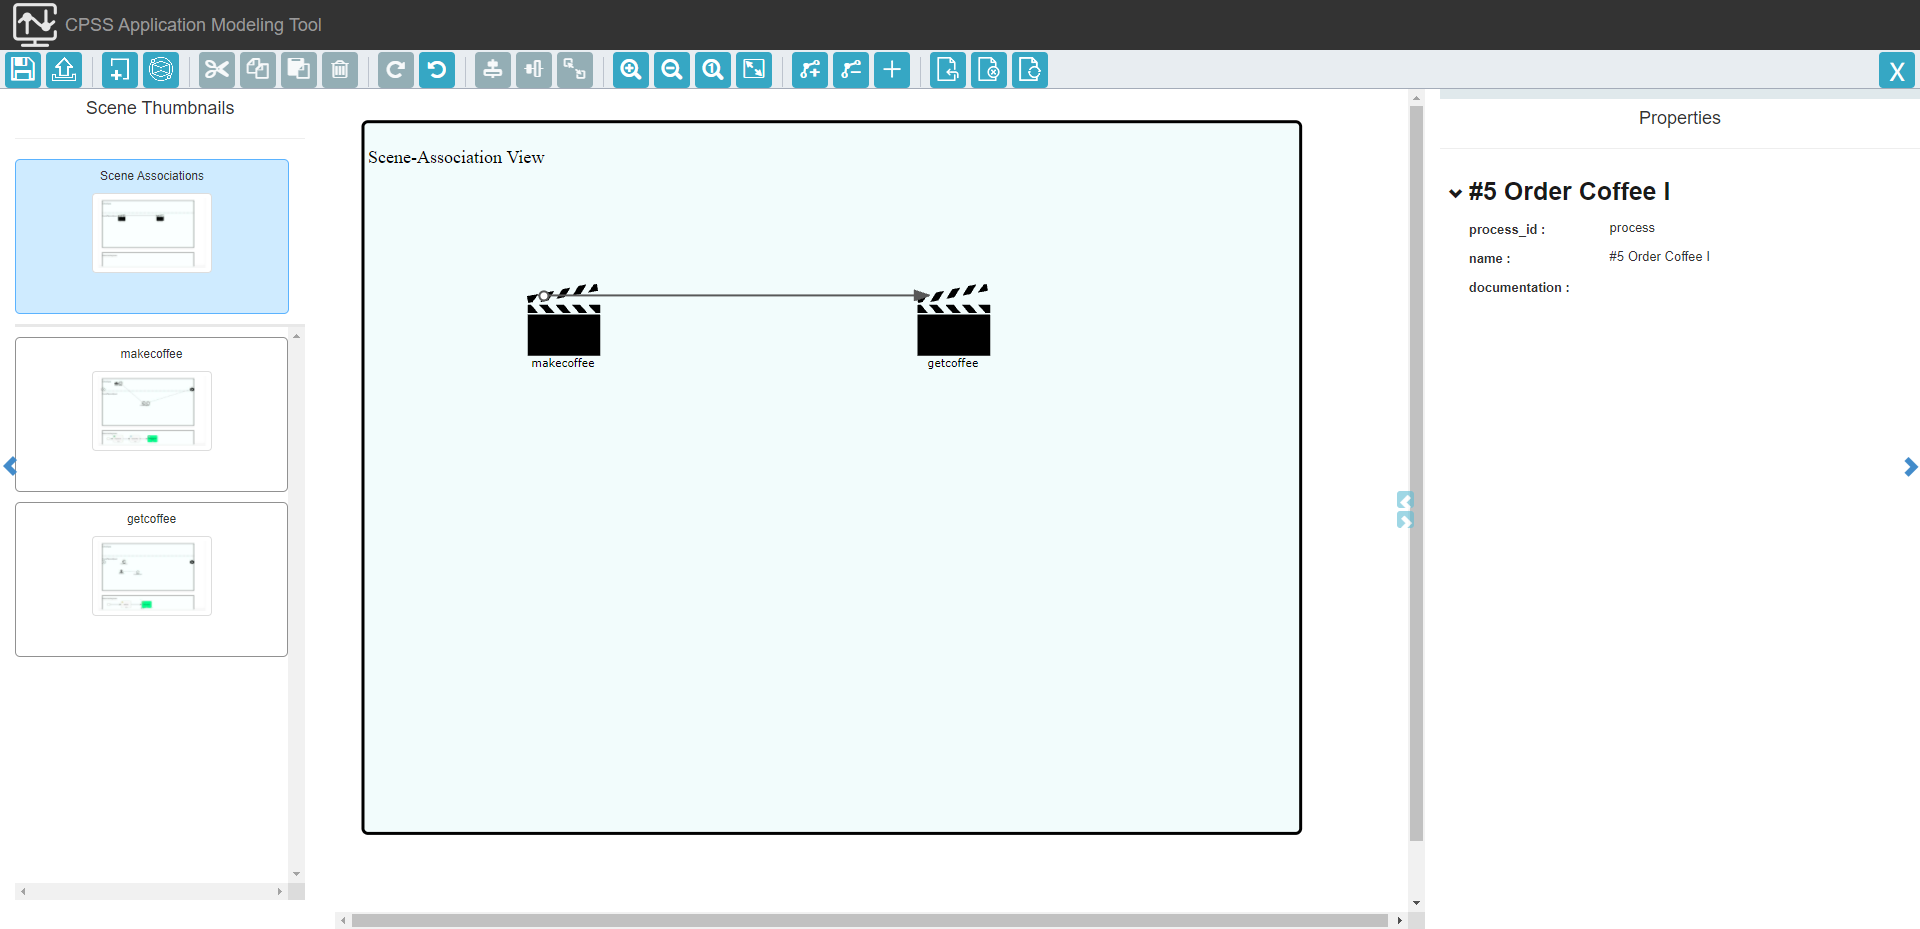 CPSS Application Modeling Tool
X
Scene Thumbnails
Scene Associations
makecoffee
getcoffee
Scene-Association View
makecoffee
getcoffee
Properties
#5 Order Coffee I
process_id :
process
name :
#5 Order Coffee I
documentation :